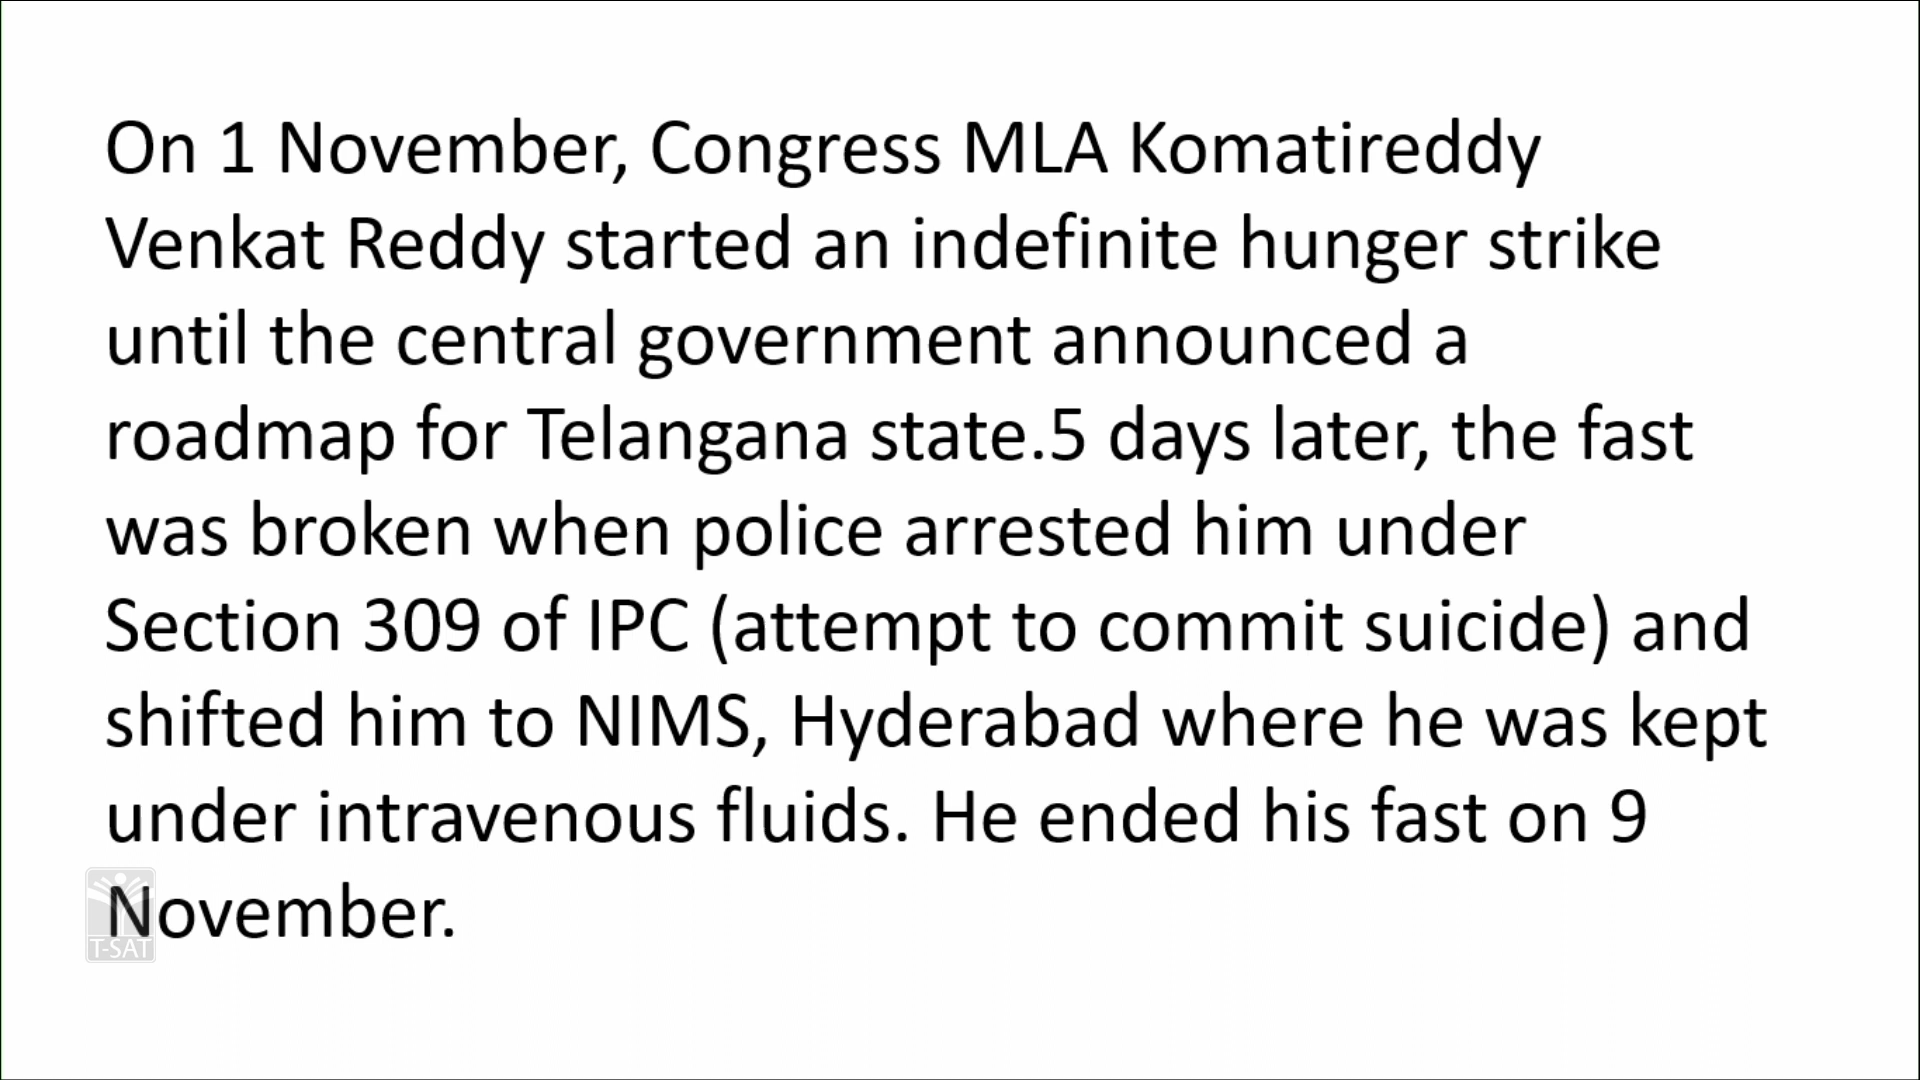 On 1 November, Congress MLA Komatireddy
Venkat Reddy started an indefinite hunger strike
until the central government announced a
roadmap for Telangana state.5 days later, the fast
was broken when police arrested him under
Section 309 of IPC (attempt to commit suicide) and
shifted him to NIMS, Hyderabad where he was kept
under intravenous fluids. He ended his fast on 9
November.
T-SAT